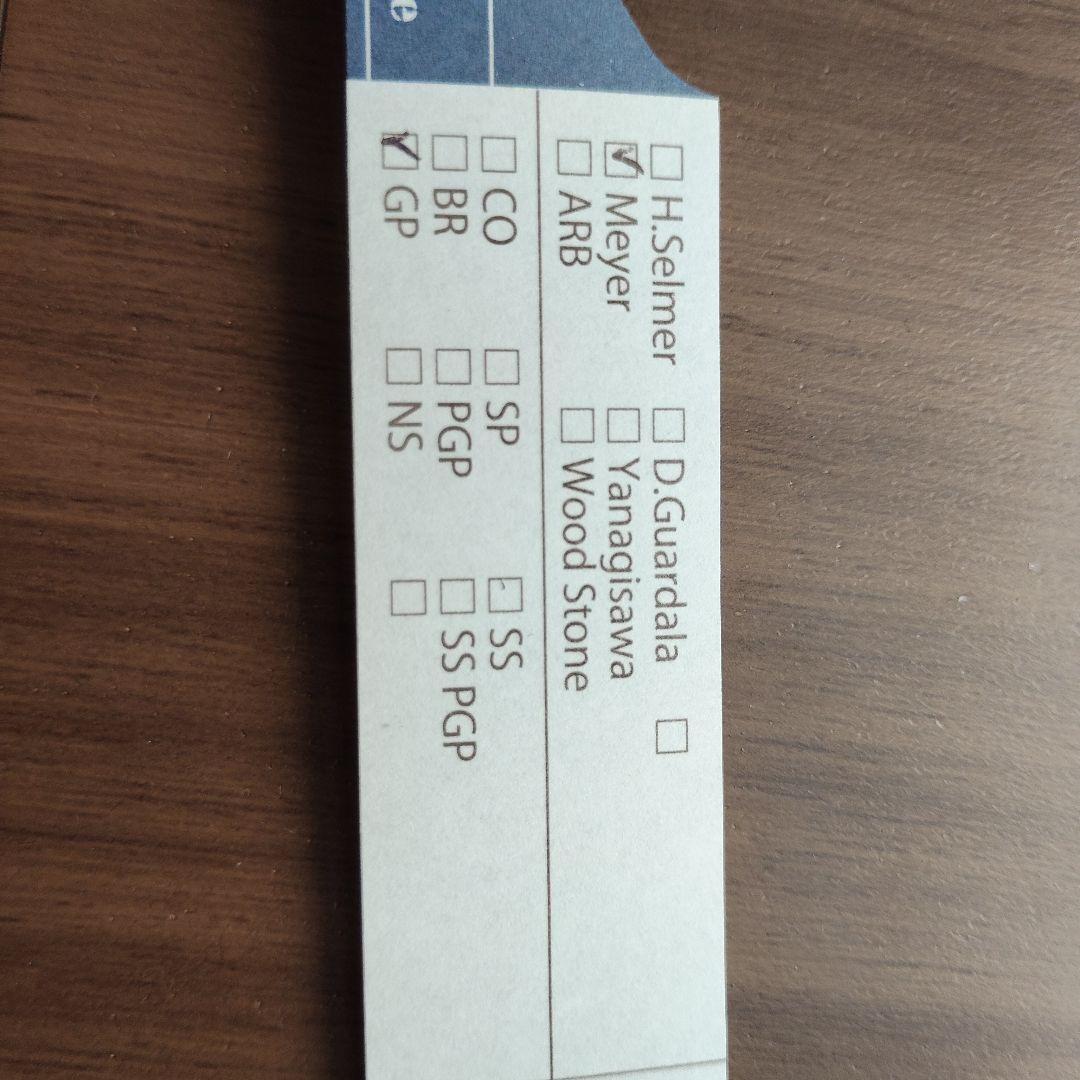 ☐ H.Selmer ☐ D.Guardala ☐
☑ Meyer ☐ Yanagisawa
☐ ARB ☐ Wood Stone
☐ CO ☐ SP ☐ SS
☐ BR ☐ PGP ☐ SS PGP
☑ GP ☐ NS ☐
e